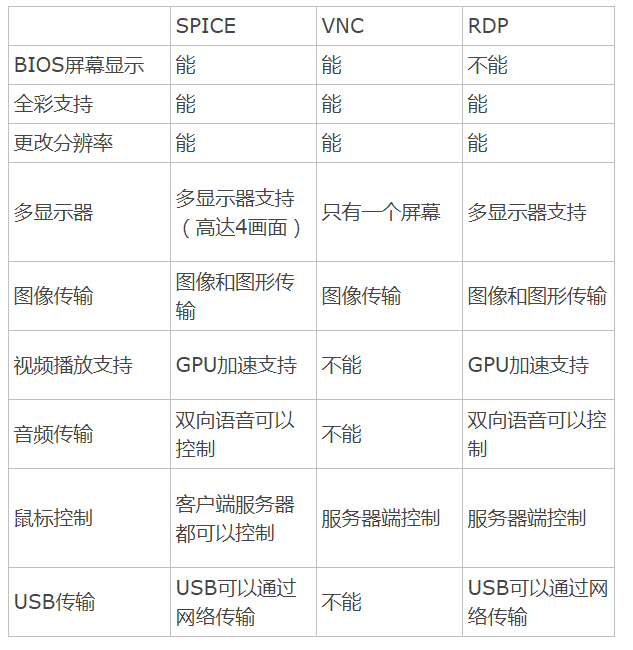 SPICE VNC RDP
BIOS屏幕显示 能 能 不能
全彩支持 能 能 能
更改分辨率 能 能 能
多显示器 多显示器支持 只有一个屏幕 多显示器支持
（高达4画面）
图像传输 图像和图形传 图像传输 图像和图形传输
输
视频播放支持 GPU加速支持 不能 GPU加速支持
音频传输 双向语音可以 不能 双向语音可以控
控制 制
鼠标控制 客户端服务器 服务器端控制 服务器端控制
都可以控制
USB传输 USB可以通过 不能 USB可以通过网
网络传输 络传输